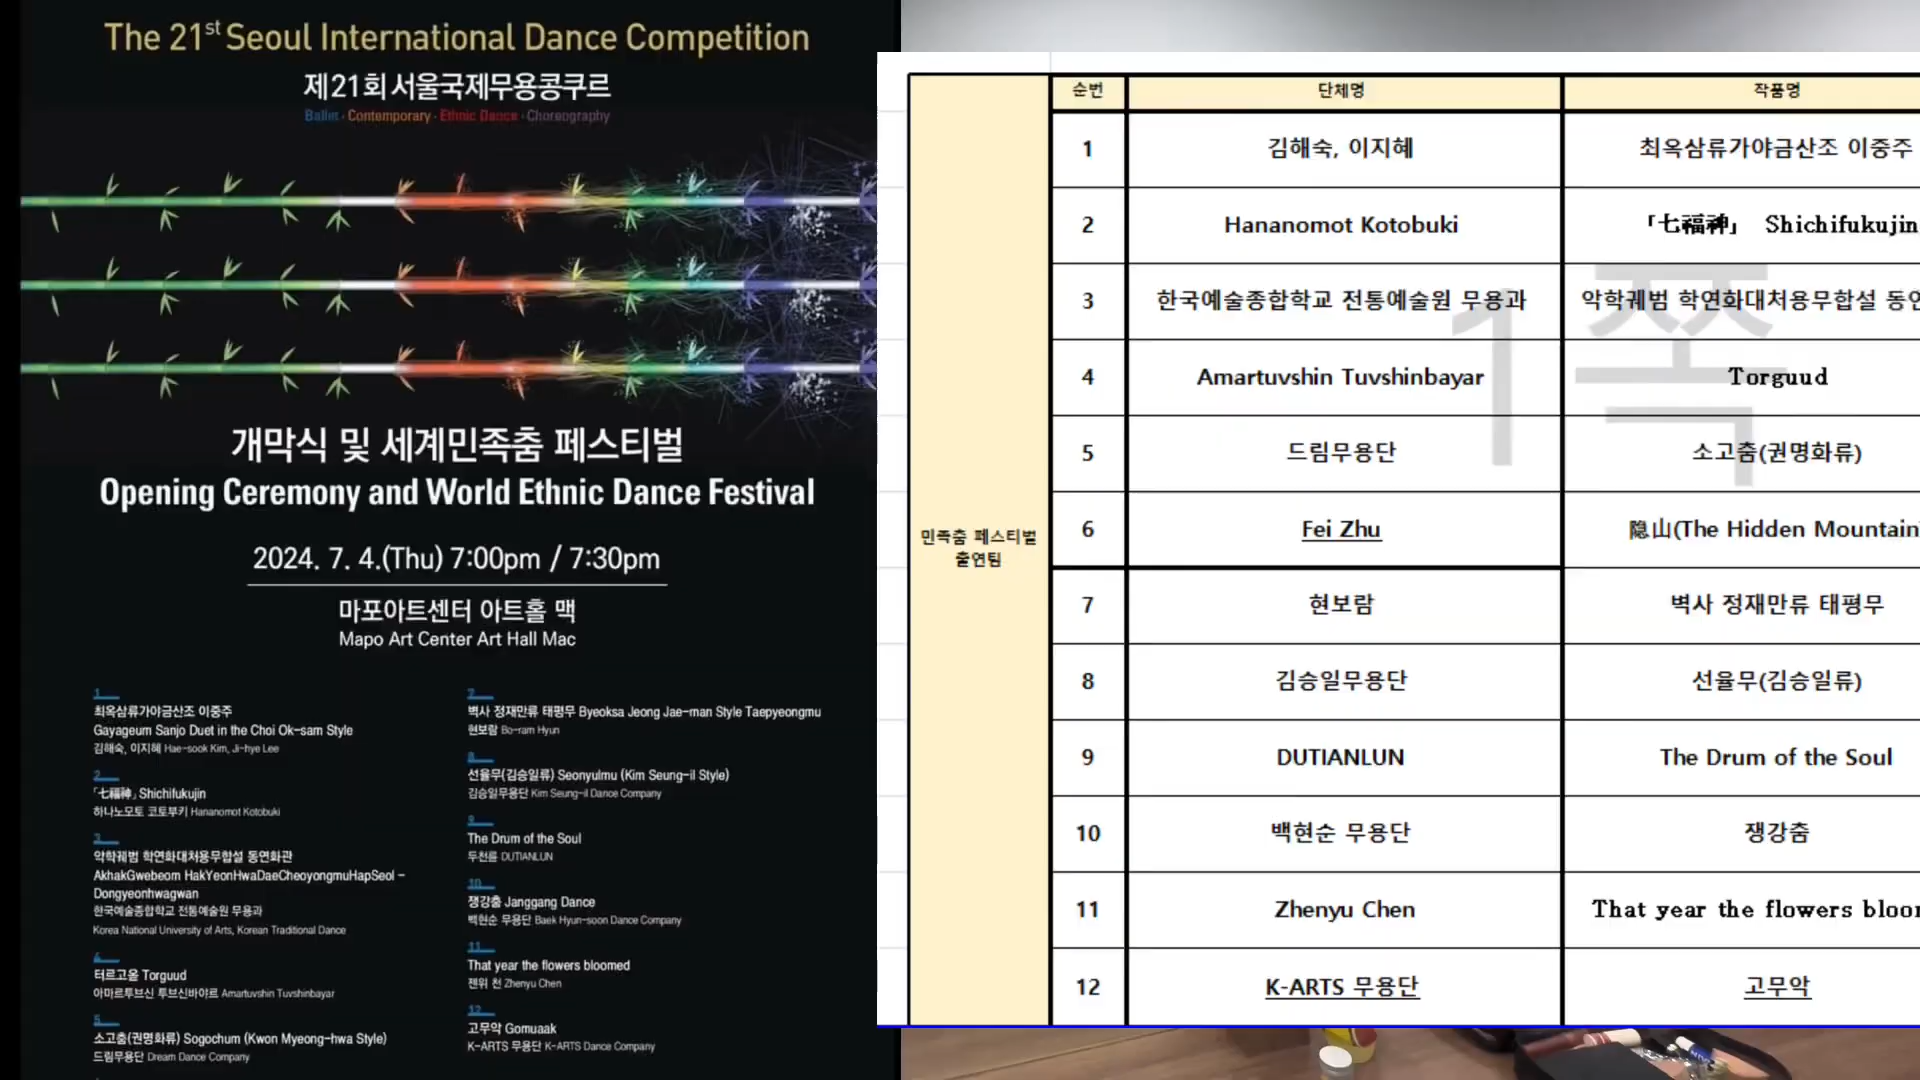 The 21st Seoul International Dance Competition
제21회 서울국제무용콩쿠르
Ballet · Contemporary · Ethnic Dance · Choreography
개막식 및 세계민족춤 페스티벌
Opening Ceremony and World Ethnic Dance Festival
2024. 7. 4.(Thu) 7:00pm / 7:30pm
마포아트센터 아트홀 맥
Mapo Art Center Art Hall Mac
1
최옥삼류가야금산조 이중주
Gayageum Sanjo Duet in the Choi Ok-sam Style
김해숙, 이지혜 Hae-sook Kim, Ji-hye Lee
2
「七福神」 Shichifukujin
하나노모토 코토부키 Hananomot Kotobuki
3
악학궤범 학연화대처용무합설 동연화관
AkhakGwebeom HakYeonHwaDaeCheoyongmuHapSeol -
Dongyeonhwagwan
한국예술종합학교 전통예술원 무용과
Korea National University of Arts, Korean Traditional Dance
4
터르고올 Torguud
아마르투브신 투브신바야르 Amartuvshin Tuvshinbayar
5
소고춤(권명화류) Sogochum (Kwon Myeong-hwa Style)
드림무용단 Dream Dance Company
7
벽사 정재만류 태평무 Byeoksa Jeong Jae-man Style Taepyeongmu
현보람 Bo-ram Hyun
8
선율무(김승일류) Seonyulmu (Kim Seung-il Style)
김승일무용단 Kim Seung-il Dance Company
9
The Drum of the Soul
두천륜 DUTIANLUN
10
쟁강춤 Janggang Dance
백현순 무용단 Baek Hyun-soon Dance Company
11
That year the flowers bloomed
젠위 천 Zhenyu Chen
12
고무악 Gomuaak
K-ARTS 무용단 K-ARTS Dance Company
순번 단체명 작품명
민족춤 페스티벌
출연팀
1 김해숙, 이지혜 최옥삼류가야금산조 이중주
2 Hananomot Kotobuki 「七福神」 Shichifukujin
3 한국예술종합학교 전통예술원 무용과 악학궤범 학연화대처용무합설 동연
4 Amartuvshin Tuvshinbayar Torguud
5 드림무용단 소고춤(권명화류)
6 Fei Zhu 隐山(The Hidden Mountain
7 현보람 벽사 정재만류 태평무
8 김승일무용단 선율무(김승일류)
9 DUTIANLUN The Drum of the Soul
10 백현순 무용단 쟁강춤
11 Zhenyu Chen That year the flowers bloom
12 K-ARTS 무용단 고무악
1 쪽